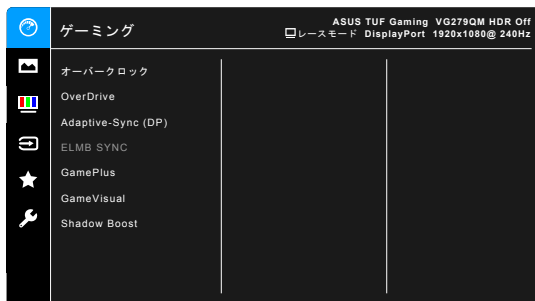 ゲーミング
ASUS TUF Gaming VG279QM HDR Off
レースモード DisplayPort 1920x1080@ 240Hz
オーバークロック
OverDrive
Adaptive-Sync (DP)
ELMB SYNC
GamePlus
GameVisual
Shadow Boost